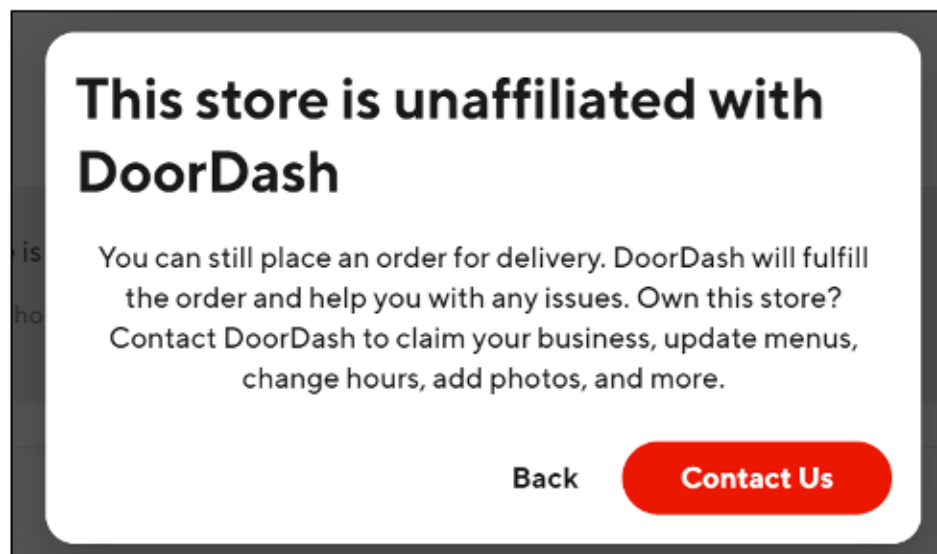 This store is unaffiliated with
DoorDash
You can still place an order for delivery. DoorDash will fulfill
the order and help you with any issues. Own this store?
Contact DoorDash to claim your business, update menus,
change hours, add photos, and more.
is
ho
Back
Contact Us